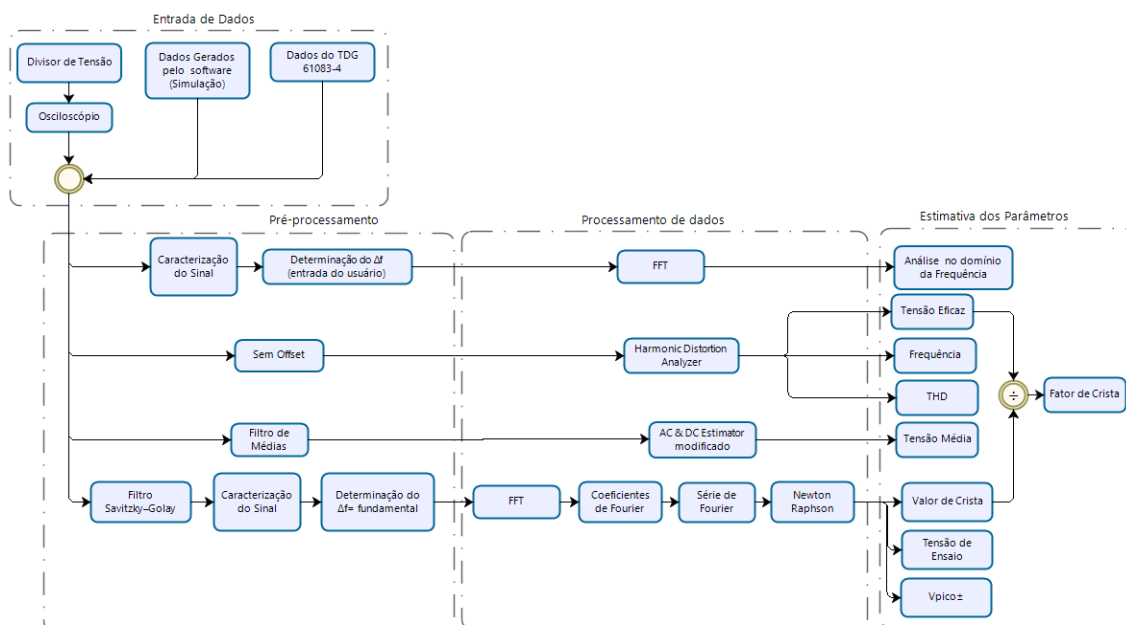 Entrada de Dados
Divisor de Tensão
Dados Gerados
pelo software
(Simulação)
Dados do TDG
61083-4
Osciloscópio
Pré-processamento
Processamento de dados
Estimativa dos Parâmetros
Caracterização
do Sinal
Determinação do Δf
(entrada do usuário)
FFT
Análise no domínio
da Frequência
Tensão Eficaz
Sem Offset
Harmonic Distortion
Analyzer
Frequência
THD
÷
Fator de Crista
Filtro de
Médias
AC & DC Estimator
modificado
Tensão Média
Filtro
Savitzky–Golay
Caracterização
do Sinal
Determinação do
Δf= fundamental
FFT
Coeficientes
de Fourier
Série de
Fourier
Newton
Raphson
Valor de Crista
Tensão de
Ensaio
Vpico±